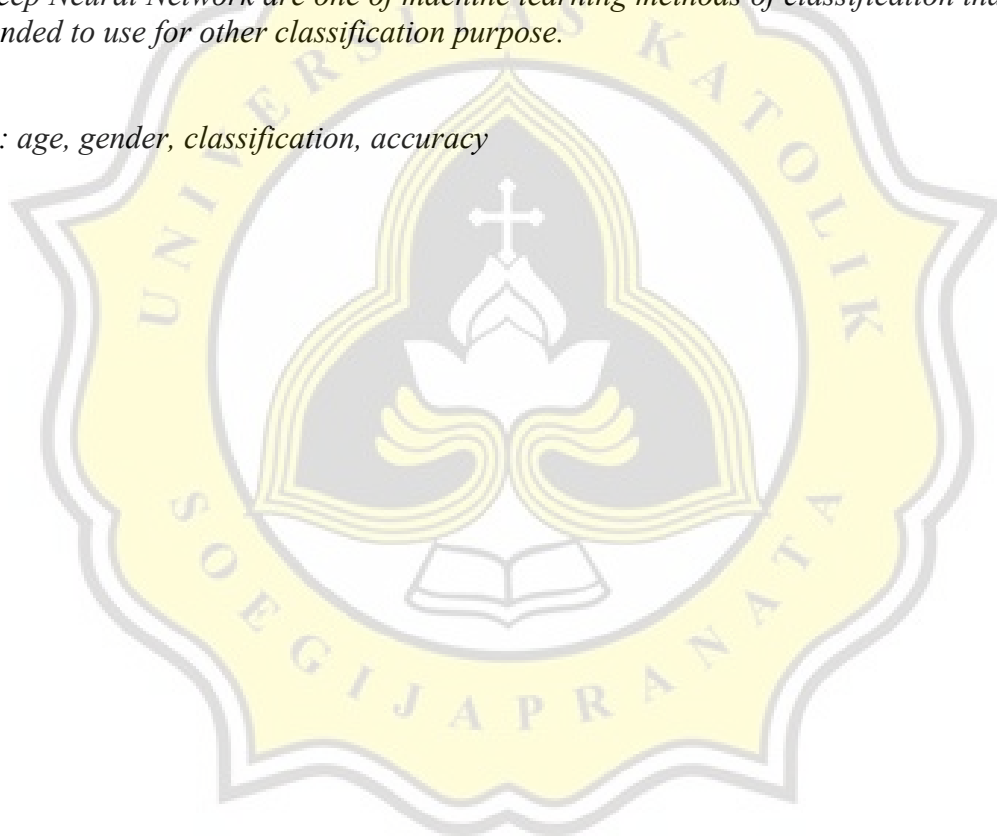 eep Neural Network are one of machine learning methods of classification tha
nded to use for other classification purpose.
: age, gender, classification, accuracy
UNIVERSITAS KATOLIK
SOEGIJAPRANATA